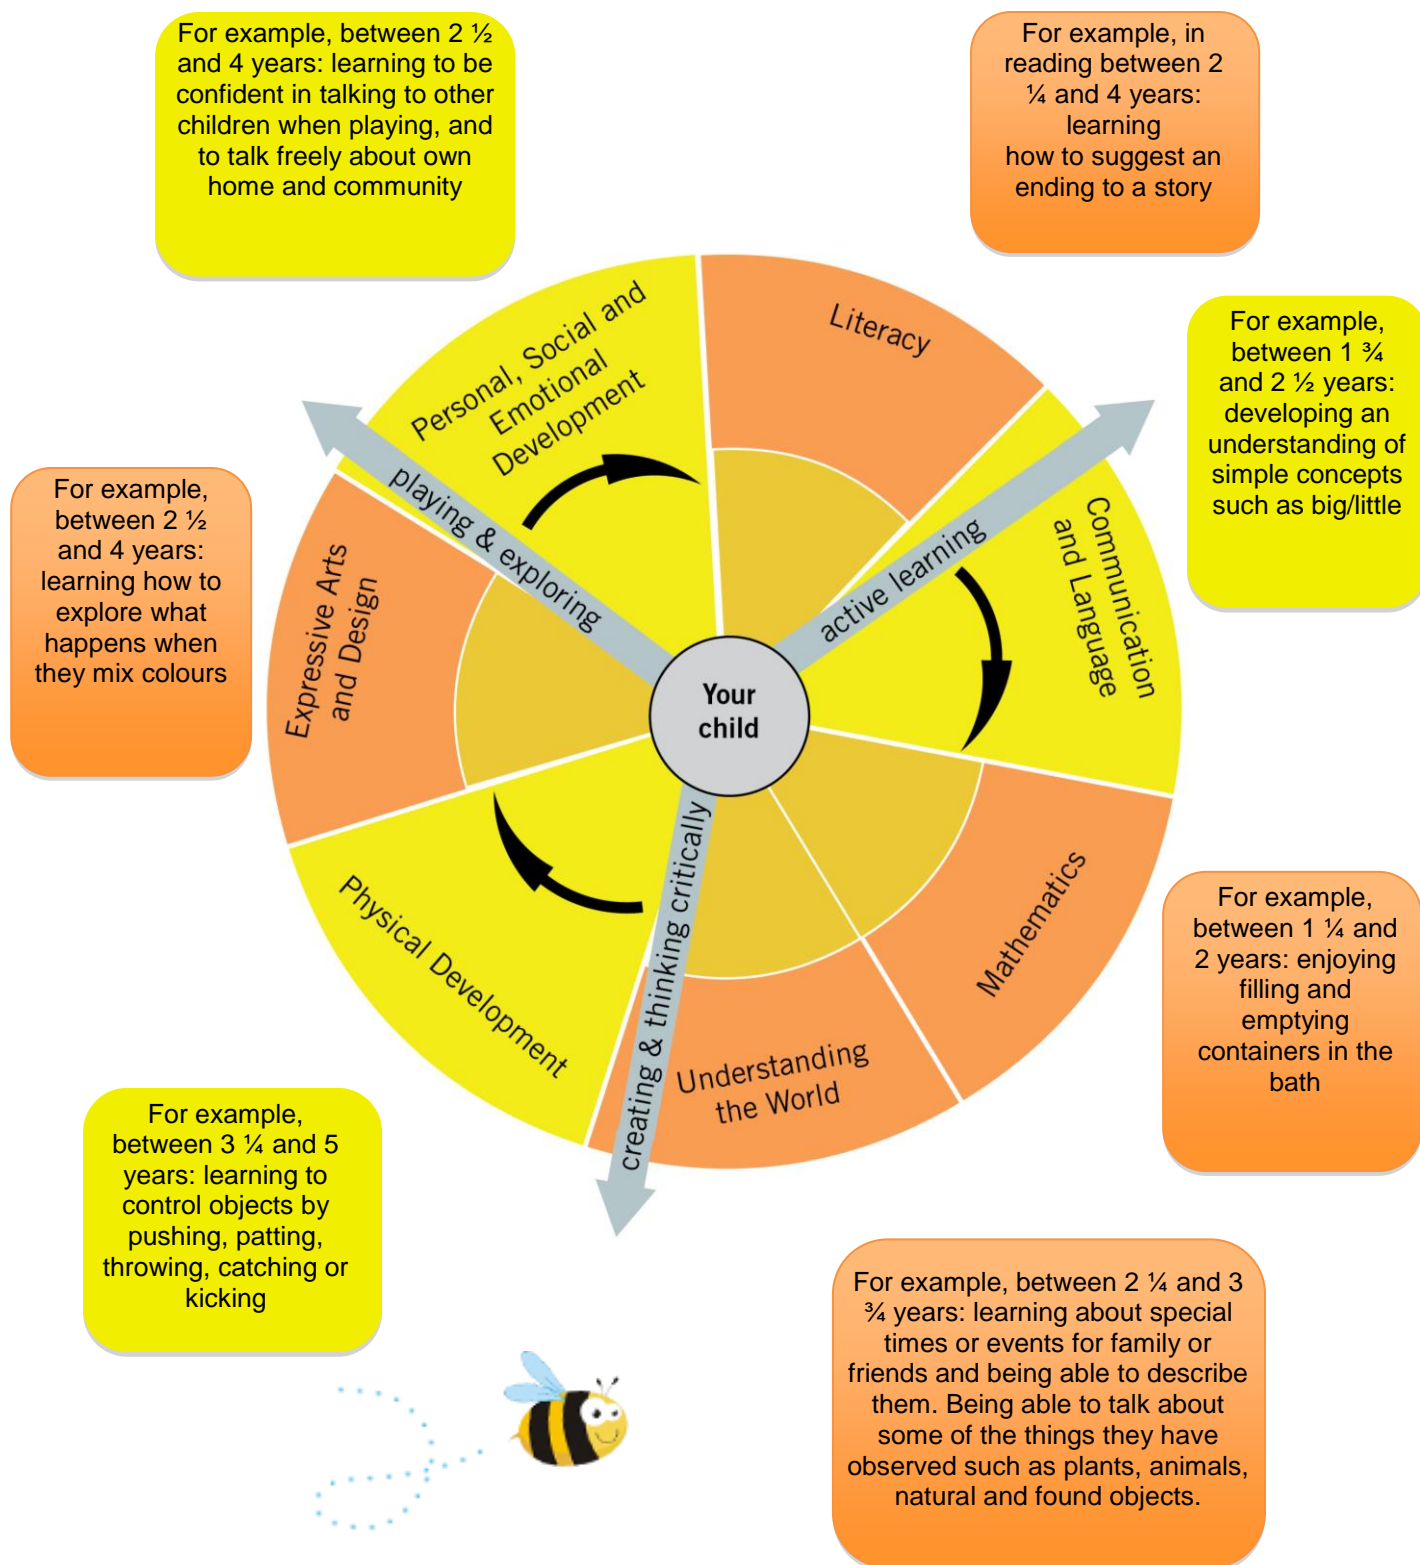 For example, between 2 ½
and 4 years: learning to be
confident in talking to other
children when playing, and
to talk freely about own
home and community
For example, in
reading between 2
¼ and 4 years:
learning
how to suggest an
ending to a story
For example,
between 1 ¾
and 2 ½ years:
developing an
understanding of
simple concepts
such as big/little
For example,
between 2 ½
and 4 years:
learning how to
explore what
happens when
they mix colours
Personal, Social and
Emotional
Development
Literacy
Communication
and Language
Mathematics
Understanding
the World
Physical Development
Expressive Arts
and Design
playing & exploring
active learning
creating & thinking critically
Your
child
For example,
between 1 ¼ and
2 years: enjoying
filling and
emptying
containers in the
bath
For example,
between 3 ¼ and 5
years: learning to
control objects by
pushing, patting,
throwing, catching or
kicking
For example, between 2 ¼ and 3
¾ years: learning about special
times or events for family or
friends and being able to describe
them. Being able to talk about
some of the things they have
observed such as plants, animals,
natural and found objects.